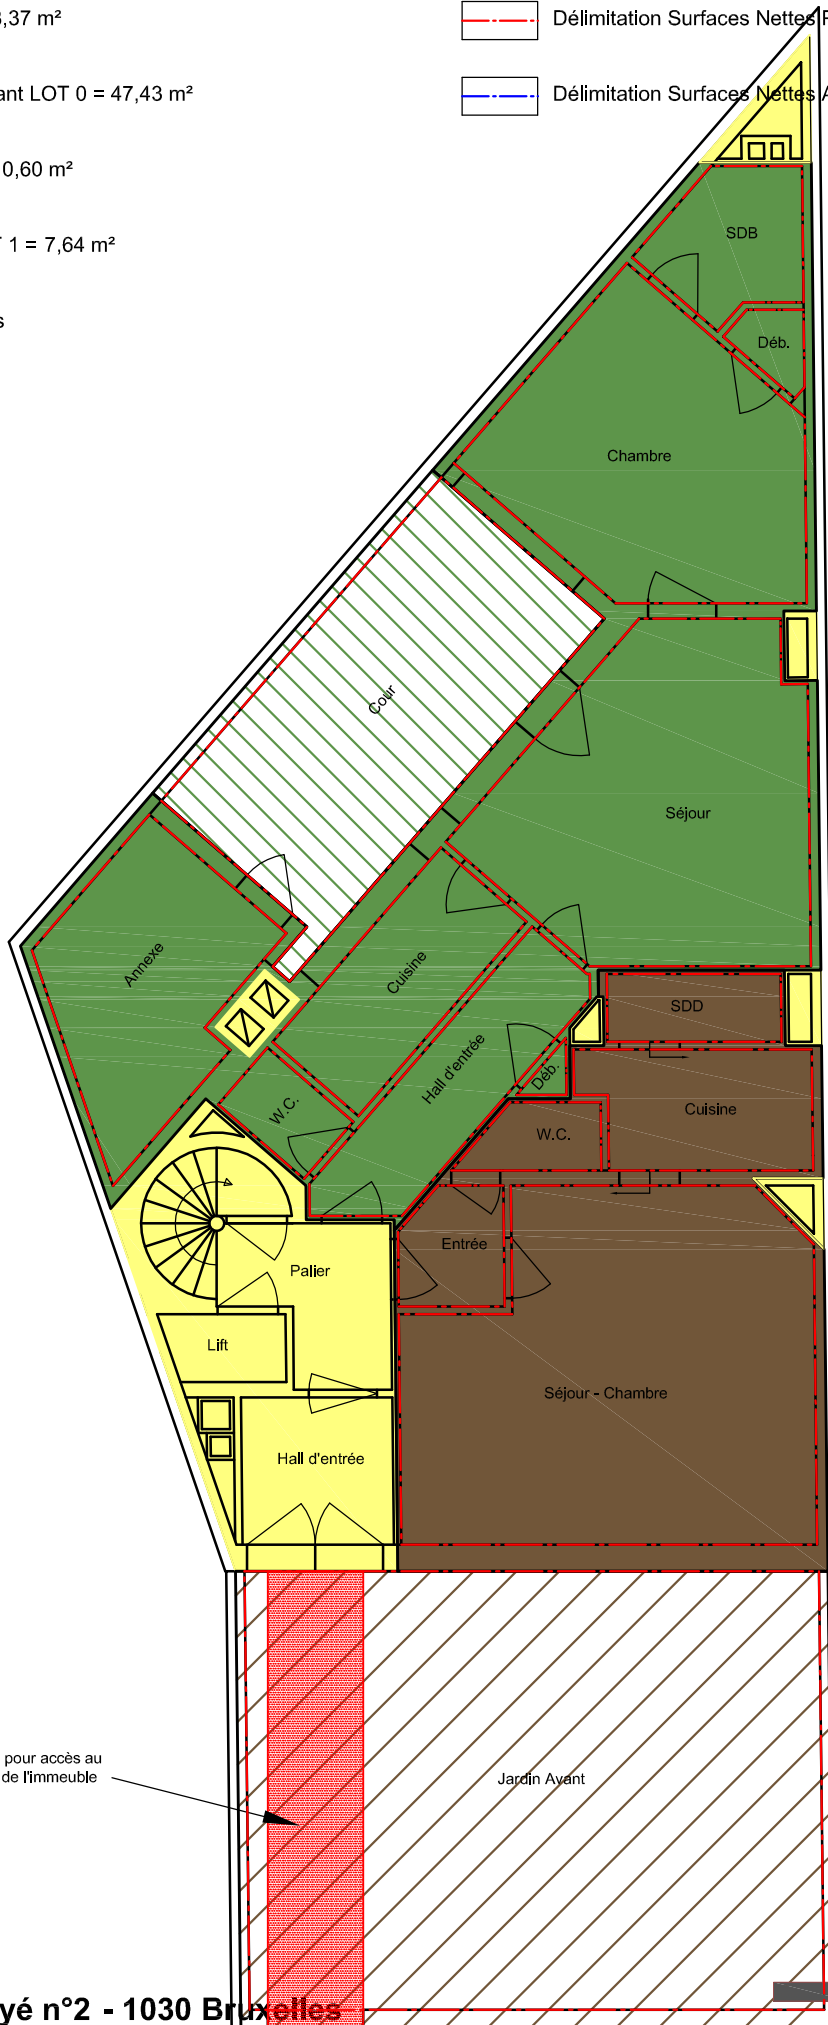 ,37 m²
Délimitation Surfaces Nettes
ant LOT 0 = 47,43 m²
Délimitation Surfaces Nettes
0,60 m²
1 = 7,64 m²
s
SDB
Déb.
Chambre
Cour
Séjour
Annexe
Cuisine
SDD
Hall d'entrée
Déb.
Cuisine
W.C.
W.C.
Entrée
Palier
Lift
Séjour - Chambre
Hall d'entrée
pour accès au
de l'immeuble
Jardin Avant
yé n°2 - 1030 Bruxelles